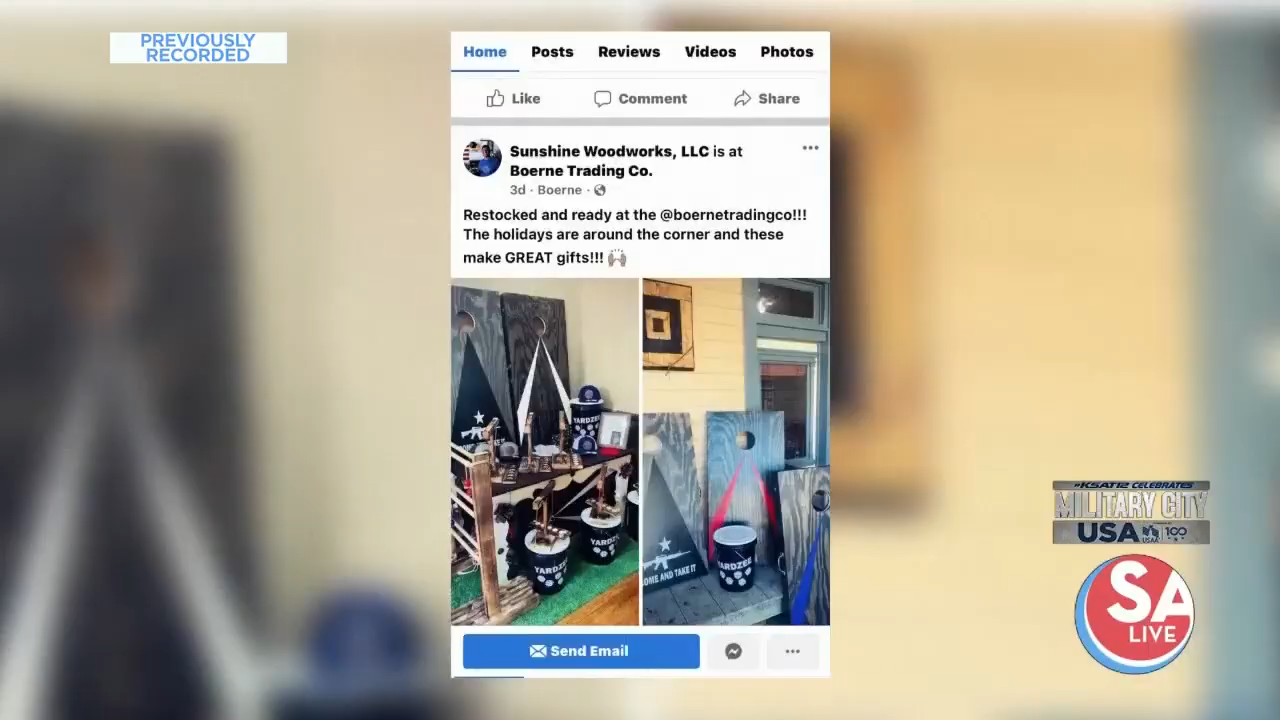 PREVIOUSLY
RECORDED
Home Posts Reviews Videos Photos
Like Comment Share
Sunshine Woodworks, LLC is at
Boerne Trading Co.
3d · Boerne ·
Restocked and ready at the @boernetradingco!!!
The holidays are around the corner and these
make GREAT gifts!!! 🙌
YARDZEE
YARDZEE
YARDZE
OME AND TAKE IT
YARDZEE
Send Email
KSAT12 CELEBRATES
MILITARY CITY
USA 100
SA
LIVE